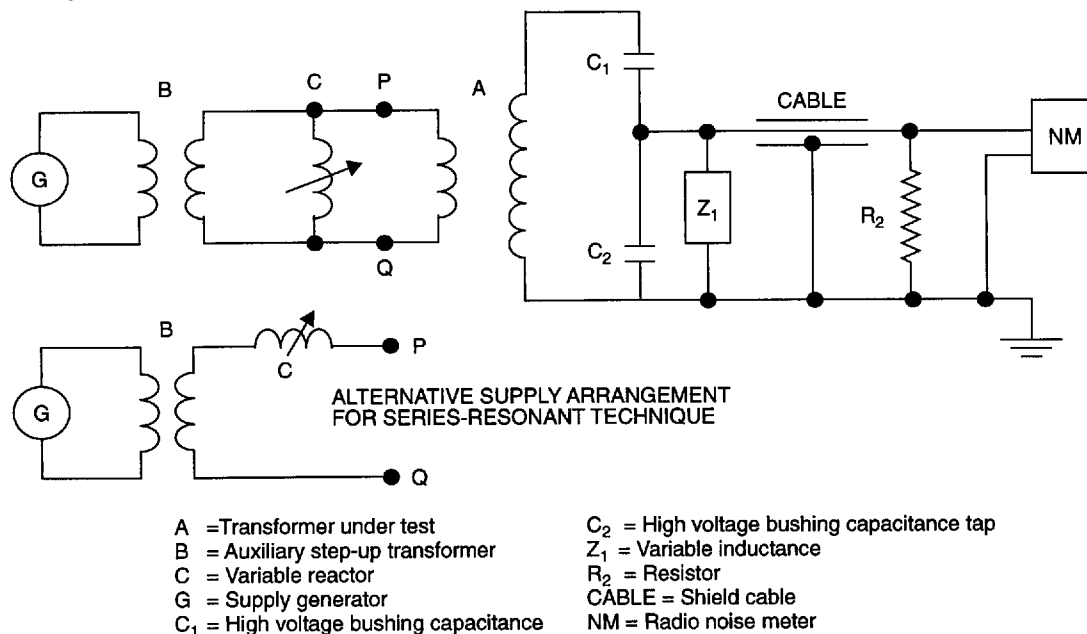 B
C
P
A
C₁
CABLE
NM
G
Z₁
R₂
C₂
Q
B
C
P
G
ALTERNATIVE SUPPLY ARRANGEMENT
FOR SERIES-RESONANT TECHNIQUE
Q
A =Transformer under test
B = Auxiliary step-up transformer
C = Variable reactor
G = Supply generator
C₁ = High voltage bushing capacitance
C₂ = High voltage bushing capacitance tap
Z₁ = Variable inductance
R₂ = Resistor
CABLE = Shield cable
NM = Radio noise meter